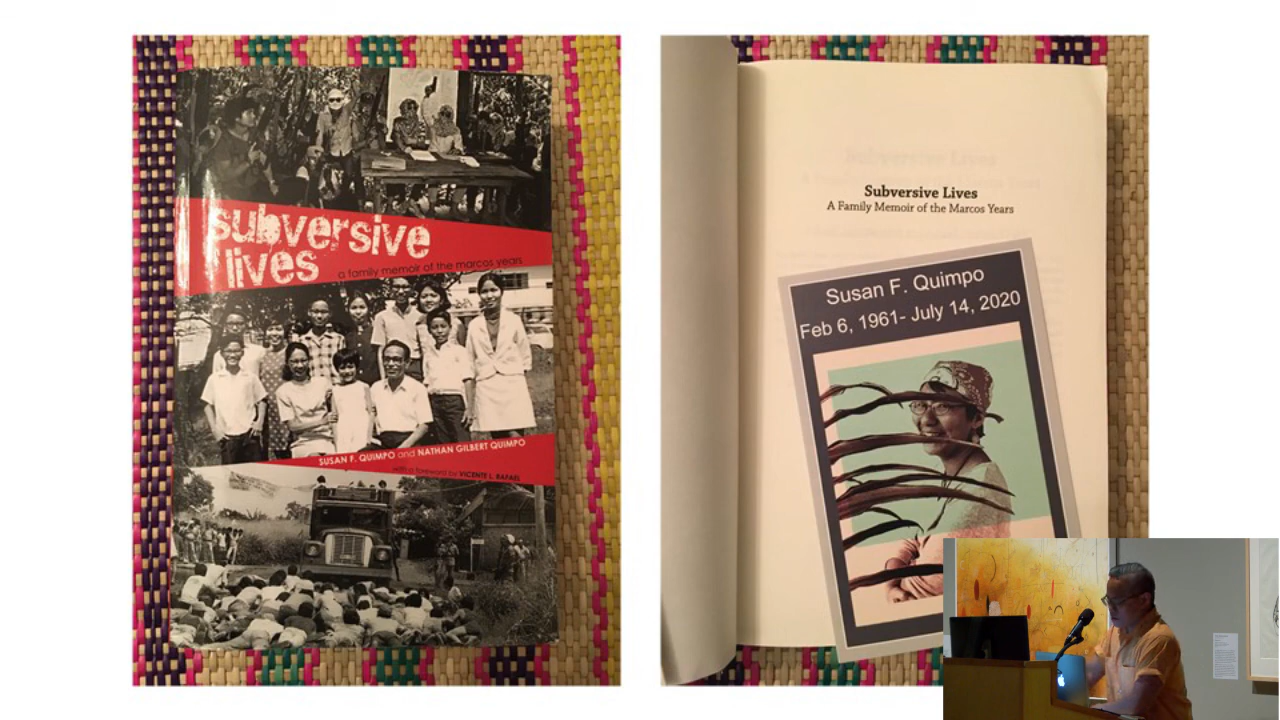 subversive
lives
a family memoir of the marcos years
SUSAN F. QUIMPO and NATHAN GILBERT QUIMPO
with a foreword by VICENTE L. RAFAEL
Subversive Lives
A Family Memoir of the Marcos Years
Susan F. Quimpo
Feb 6, 1961- July 14, 2020